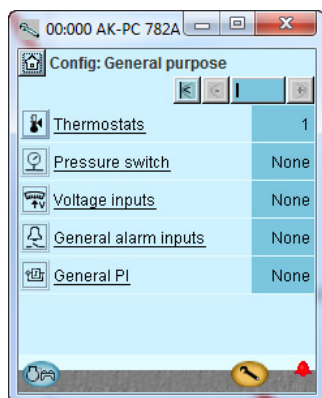 00:000 AK-PC 782A
Config: General purpose
Thermostats 1
Pressure switch None
Voltage inputs None
General alarm inputs None
General PI None